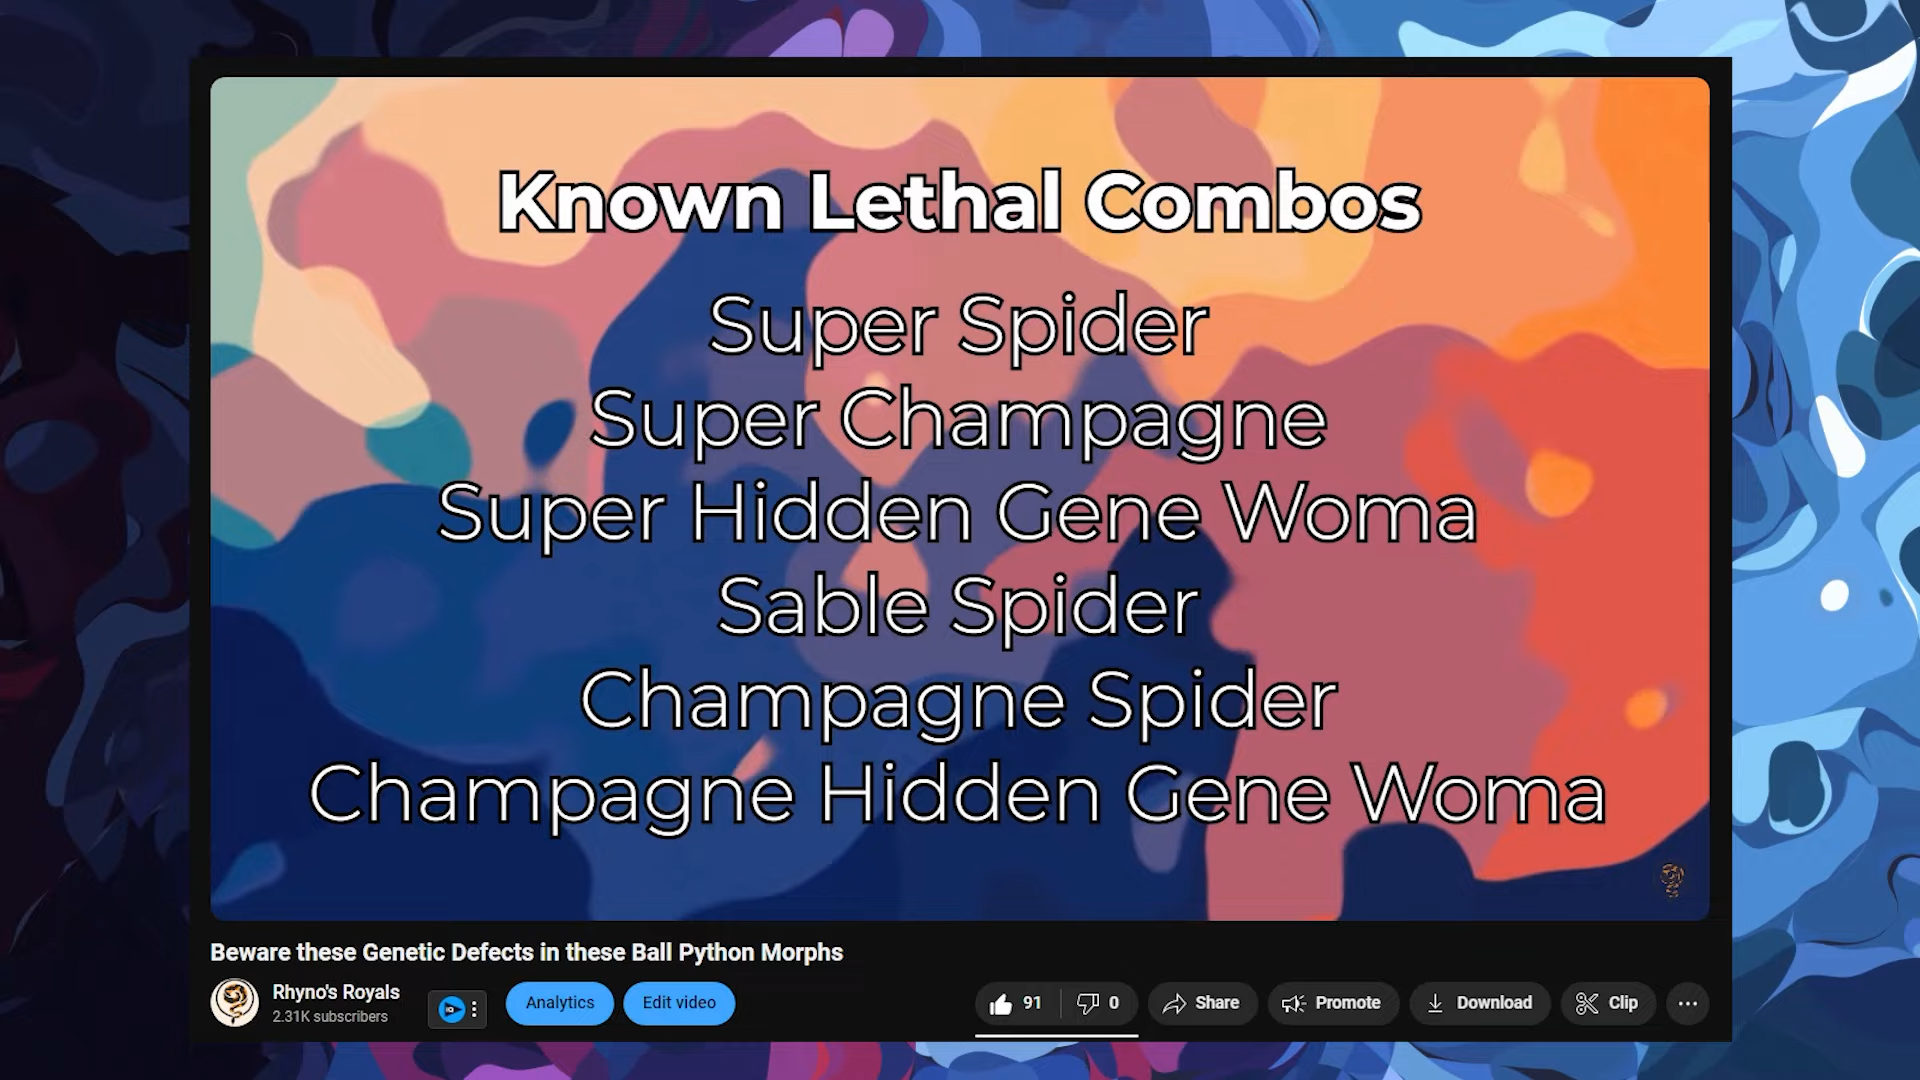 Known Lethal Combos
Super Spider
Super Champagne
Super Hidden Gene Woma
Sable Spider
Champagne Spider
Champagne Hidden Gene Woma
Beware these Genetic Defects in these Ball Python Morphs
Rhyno's Royals
2.31K subscribers
IQ
Analytics
Edit video
91
0
Share
Promote
Download
Clip